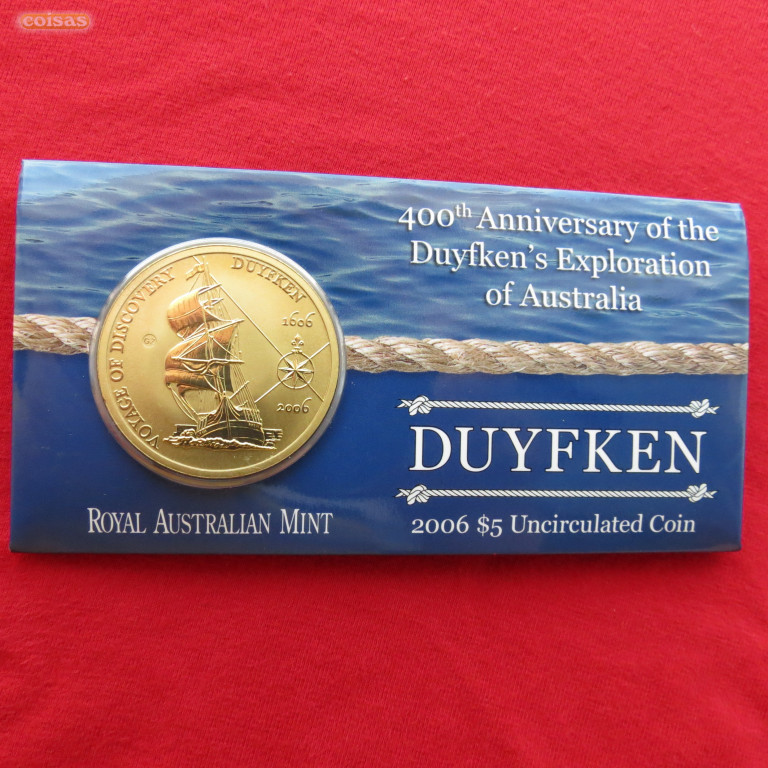 coisas
400th Anniversary of the
Duyfken's Exploration
of Australia
VOYAGE OF DISCOVERY DUYFKEN
1606
2006
DUYFKEN
ROYAL AUSTRALIAN MINT
2006 $5 Uncirculated Coin